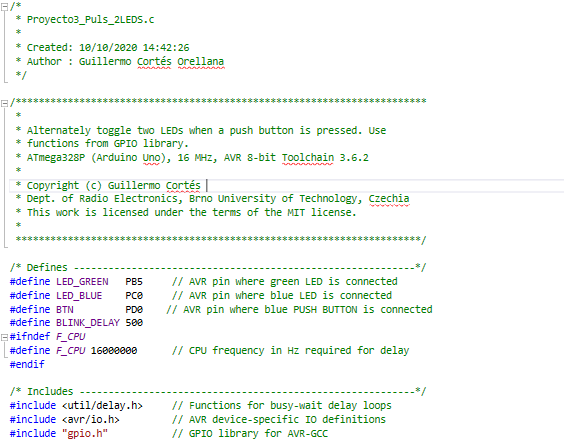 /*
 * Proyecto3_Puls_2LEDS.c
 *
 * Created: 10/10/2020 14:42:26
 * Author : Guillermo Cortés Orellana
 */
/***********************************************************************
 *
 * Alternately toggle two LEDs when a push button is pressed. Use
 * functions from GPIO library.
 * ATmega328P (Arduino Uno), 16 MHz, AVR 8-bit Toolchain 3.6.2
 *
 * Copyright (c) Guillermo Cortés
 * Dept. of Radio Electronics, Brno University of Technology, Czechia
 * This work is licensed under the terms of the MIT license.
 *
 **********************************************************************/
/* Defines -----------------------------------------------------------*/
#define LED_GREEN   PB5     // AVR pin where green LED is connected
#define LED_BLUE    PC0     // AVR pin where blue LED is connected
#define BTN         PD0    // AVR pin where blue PUSH BUTTON is connected
#define BLINK_DELAY 500
#ifndef F_CPU
#define F_CPU 16000000      // CPU frequency in Hz required for delay
#endif
/* Includes ----------------------------------------------------------*/
#include <util/delay.h>     // Functions for busy-wait delay loops
#include <avr/io.h>         // AVR device-specific IO definitions
#include "gpio.h"           // GPIO library for AVR-GCC